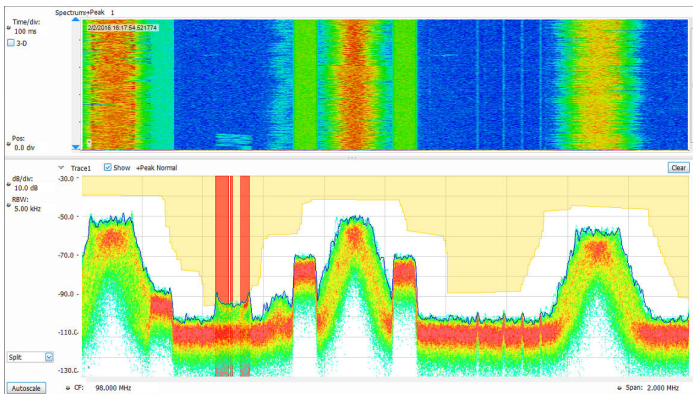 Spectrum+Peak 1
Time/div:
100 ms
3-D
2/2/2016 16:17:54.521774
Pos:
0.0 div
Trace1 Show +Peak Normal Clear
dB/div:
10.0 dB
RBW:
5.00 kHz
-30.0
-50.0
-70.0
-90.0
-110.0
-130.0
Split
Autoscale
CF: 98.000 MHz
Span: 2.000 MHz